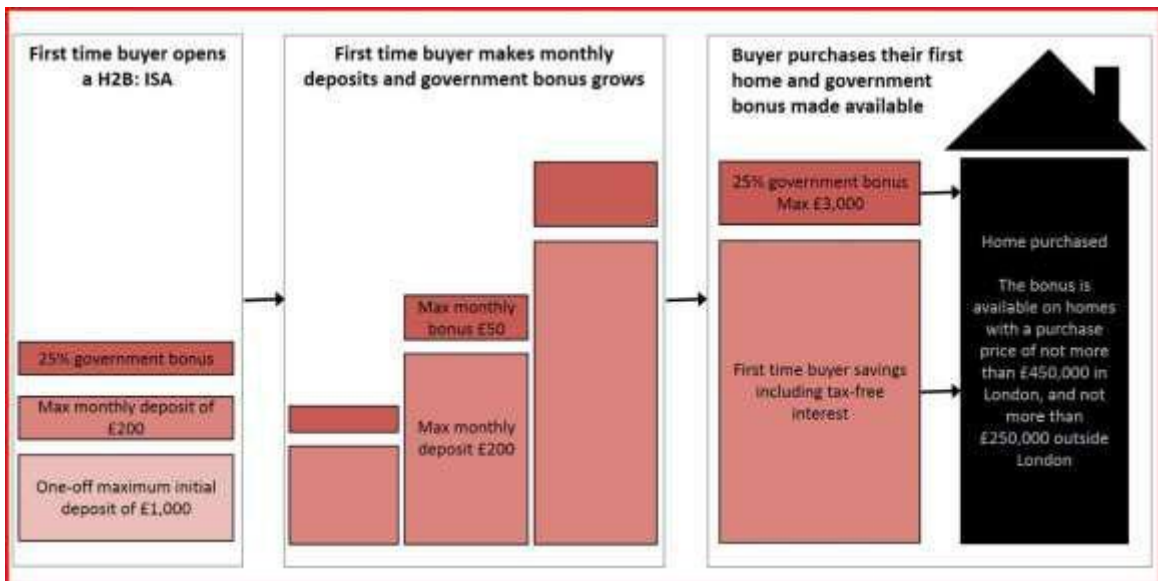 First time buyer opens
a H2B: ISA
25% government bonus
Max monthly deposit of
£200
One-off maximum initial
deposit of £1,000
First time buyer makes monthly
deposits and government bonus grows
Max monthly
bonus £50
Max monthly
deposit £200
Buyer purchases their first
home and government
bonus made available
25% government bonus
Max £3,000
First time buyer savings
including tax-free
interest
Home purchased
The bonus is
available on homes
with a purchase
price of not more
than £450,000 in
London, and not
more than
£250,000 outside
London